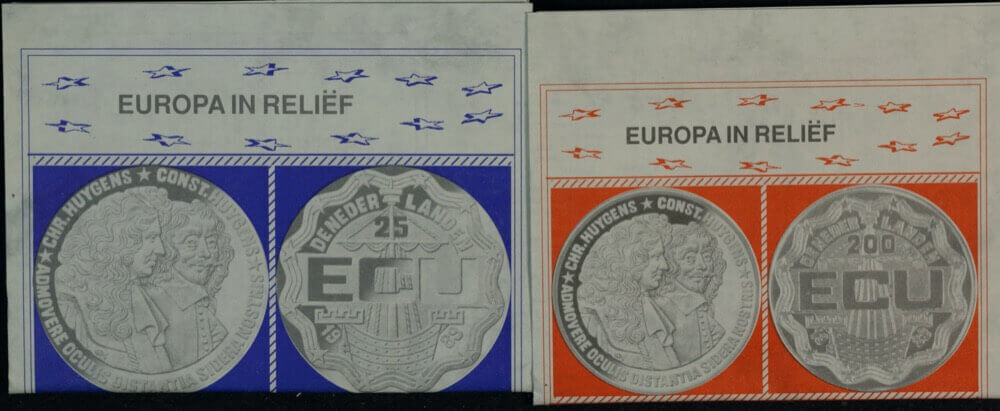 EUROPA IN RELIËF
★ CHR. HUYGENS ★ CONST. HUYGENS ★
ADMOVERE OCULIS DISTANTIA SIDERA NOSTRIS
DE NEDERLANDEN
25
ECU
19 89
EUROPA IN RELIËF
★ CHR. HUYGENS ★ CONST. HUYGENS ★
ADMOVERE OCULIS DISTANTIA SIDERA NOSTRIS
DE NEDERLANDEN
200
ECU